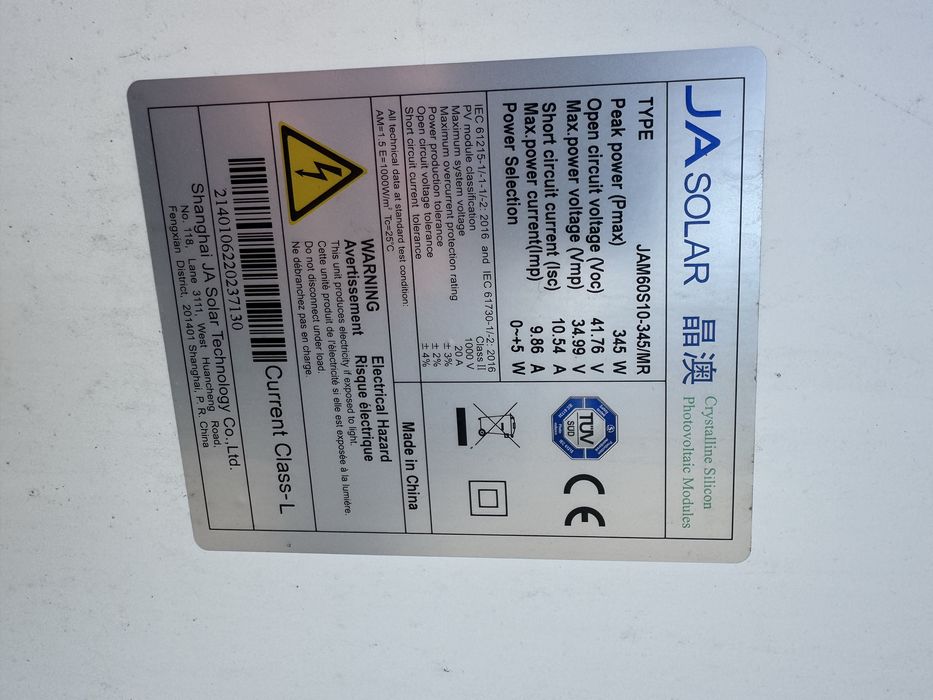 JA SOLAR 晶澳
Crystalline Silicon
Photovoltaic Modules
TYPE JAM60S10-345/MR
Peak power (Pmax) 345 W
Open circuit voltage (Voc) 41.76 V
Max.power voltage (Vmp) 34.99 V
Short circuit current (Isc) 10.54 A
Max.power current(Imp) 9.86 A
Power Selection 0~+5 W
IEC 61215-1/-1-1/-2: 2016 and IEC 61730-1/-2: 2016
PV module classification Class II
Maximum system voltage 1000 V
Maximum overcurrent protection rating 20 A
Power production tolerance ± 3%
Open circuit voltage tolerance ± 2%
Short circuit current tolerance ± 4%
All technical data at standard test condition:
AM=1.5 E=1000W/m² Tc=25°C
TÜV
SÜD
CE
Made in China
WARNING Electrical Hazard
Avertissement Risque électrique
This unit produces electricity if exposed to light.
Cette unité produit de l'électricité si elle est exposée à la lumière.
Do not disconnect under load.
Ne débranchez pas en charge.
Current Class-L
21401062202​37130
Shanghai JA Solar Technology Co.,Ltd.
No.118, Lane 3111, West Huancheng Road,
Fengxian District, 201401 Shanghai, P. R. China